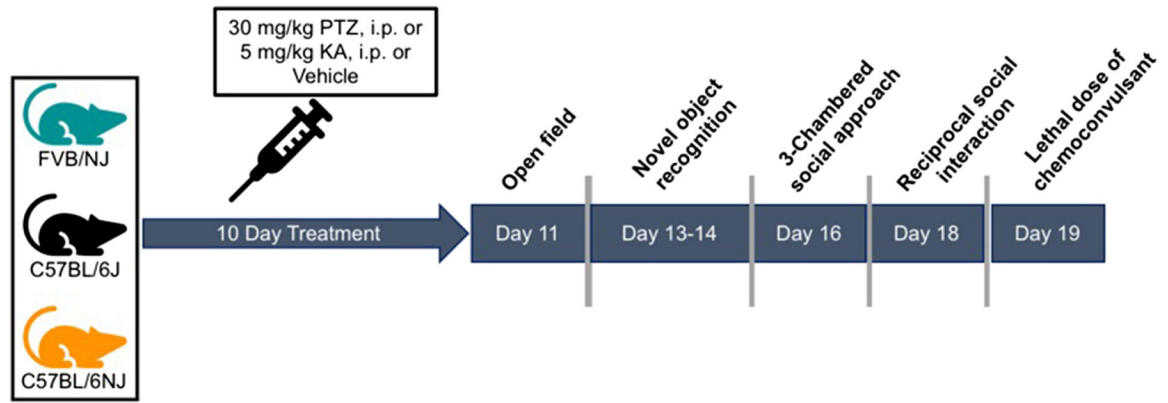 30 mg/kg PTZ, i.p. or
5 mg/kg KA, i.p. or
Vehicle
FVB/NJ
C57BL/6J
C57BL/6NJ
10 Day Treatment
Open field
Novel object
recognition
3-Chambered
social approach
Reciprocal social
interaction
Lethal dose of
chemoconvulsant
Day 11
Day 13-14
Day 16
Day 18
Day 19